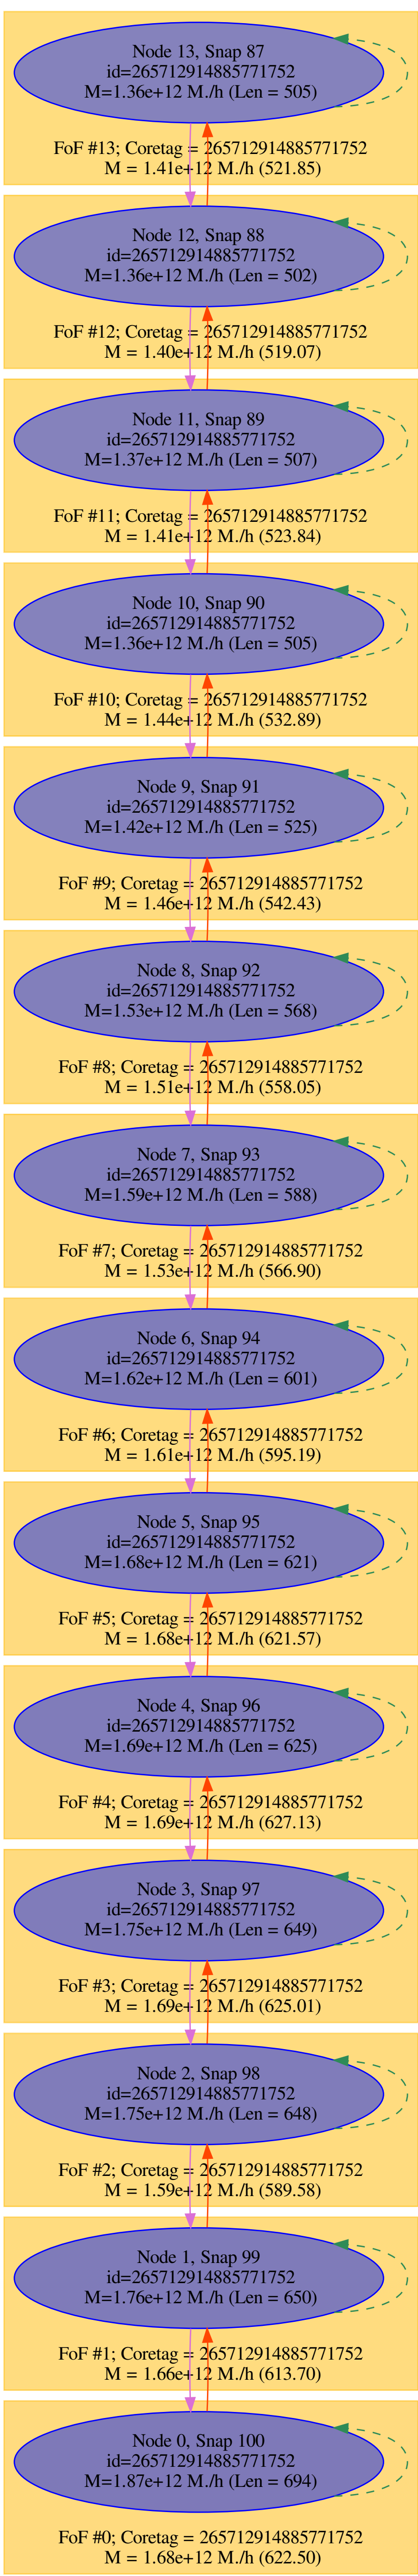 Node 13, Snap 87
id=265712914885771752
M=1.36e+12 M./h (Len = 505)
FoF #13; Coretag = 265712914885771752
M = 1.41e+12 M./h (521.85)
Node 12, Snap 88
id=265712914885771752
M=1.36e+12 M./h (Len = 502)
FoF #12; Coretag = 265712914885771752
M = 1.40e+12 M./h (519.07)
Node 11, Snap 89
id=265712914885771752
M=1.37e+12 M./h (Len = 507)
FoF #11; Coretag = 265712914885771752
M = 1.41e+12 M./h (523.84)
Node 10, Snap 90
id=265712914885771752
M=1.36e+12 M./h (Len = 505)
FoF #10; Coretag = 265712914885771752
M = 1.44e+12 M./h (532.89)
Node 9, Snap 91
id=265712914885771752
M=1.42e+12 M./h (Len = 525)
FoF #9; Coretag = 265712914885771752
M = 1.46e+12 M./h (542.43)
Node 8, Snap 92
id=265712914885771752
M=1.53e+12 M./h (Len = 568)
FoF #8; Coretag = 265712914885771752
M = 1.51e+12 M./h (558.05)
Node 7, Snap 93
id=265712914885771752
M=1.59e+12 M./h (Len = 588)
FoF #7; Coretag = 265712914885771752
M = 1.53e+12 M./h (566.90)
Node 6, Snap 94
id=265712914885771752
M=1.62e+12 M./h (Len = 601)
FoF #6; Coretag = 265712914885771752
M = 1.61e+12 M./h (595.19)
Node 5, Snap 95
id=265712914885771752
M=1.68e+12 M./h (Len = 621)
FoF #5; Coretag = 265712914885771752
M = 1.68e+12 M./h (621.57)
Node 4, Snap 96
id=265712914885771752
M=1.69e+12 M./h (Len = 625)
FoF #4; Coretag = 265712914885771752
M = 1.69e+12 M./h (627.13)
Node 3, Snap 97
id=265712914885771752
M=1.75e+12 M./h (Len = 649)
FoF #3; Coretag = 265712914885771752
M = 1.69e+12 M./h (625.01)
Node 2, Snap 98
id=265712914885771752
M=1.75e+12 M./h (Len = 648)
FoF #2; Coretag = 265712914885771752
M = 1.59e+12 M./h (589.58)
Node 1, Snap 99
id=265712914885771752
M=1.76e+12 M./h (Len = 650)
FoF #1; Coretag = 265712914885771752
M = 1.66e+12 M./h (613.70)
Node 0, Snap 100
id=265712914885771752
M=1.87e+12 M./h (Len = 694)
FoF #0; Coretag = 265712914885771752
M = 1.68e+12 M./h (622.50)